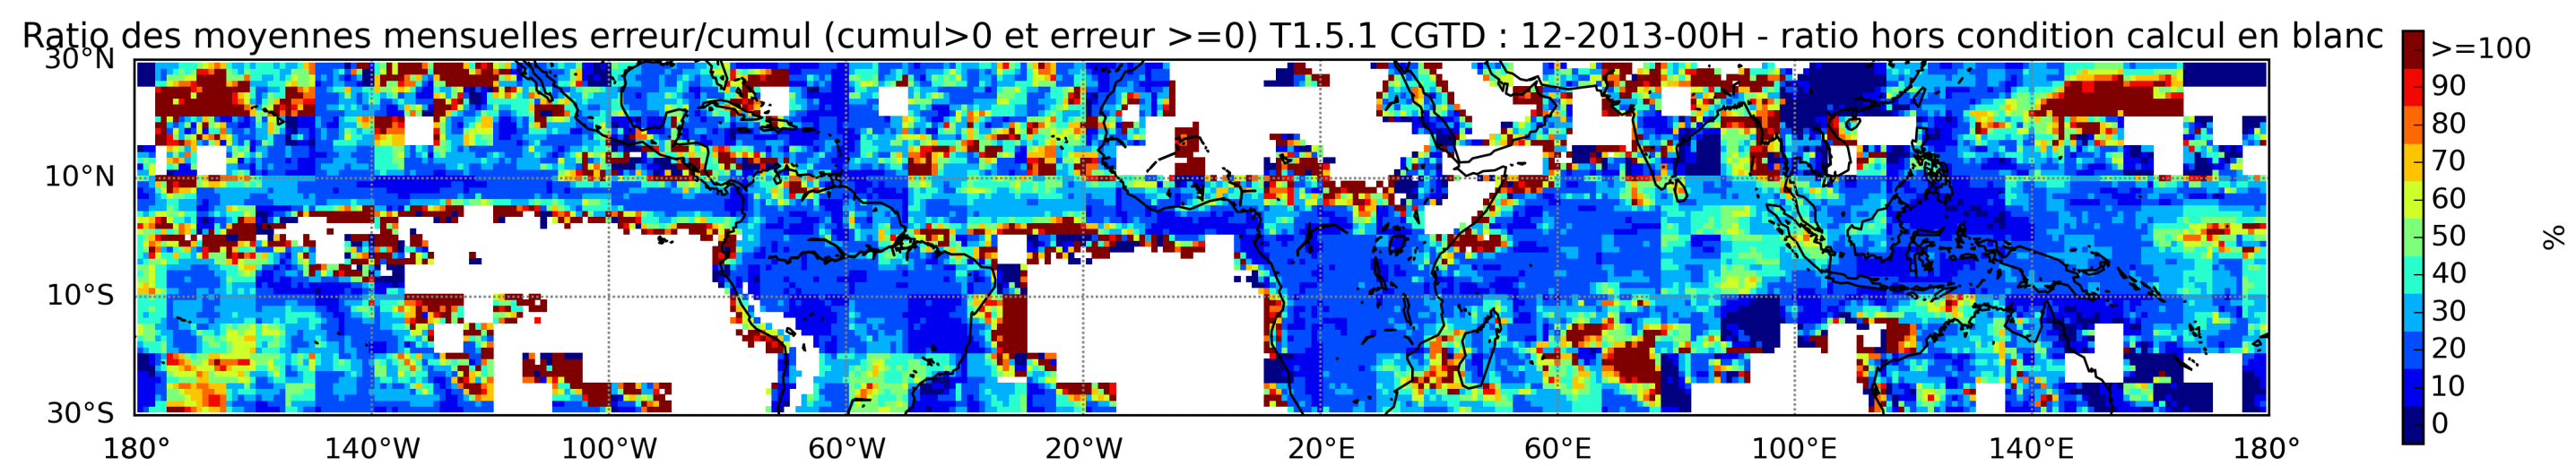 Ratio des moyennes mensuelles erreur/cumul (cumul>0 et erreur >=0) T1.5.1 CGTD : 12-2013-00H - ratio hors condition calcul en blanc
30°N
10°N
10°S
30°S
180° 140°W 100°W 60°W 20°W 20°E 60°E 100°E 140°E 180°
>=100
90
80
70
60
50
40
30
20
10
0
%